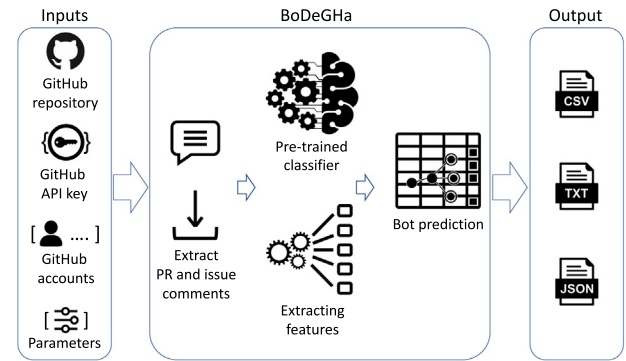 Inputs
BoDeGHa
Output
GitHub
repository
GitHub
API key
[ .... ]
GitHub
accounts
Parameters
Extract
PR and issue
comments
Pre-trained
classifier
Extracting
features
Bot prediction
CSV
TXT
JSON